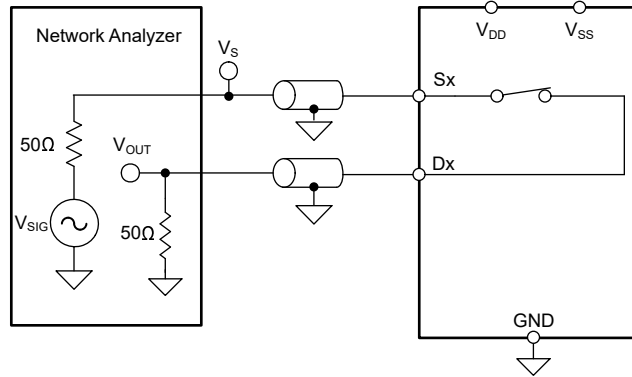 Network Analyzer
V_S
V_DD
V_SS
Sx
50Ω
V_OUT
Dx
V_SIG
50Ω
GND